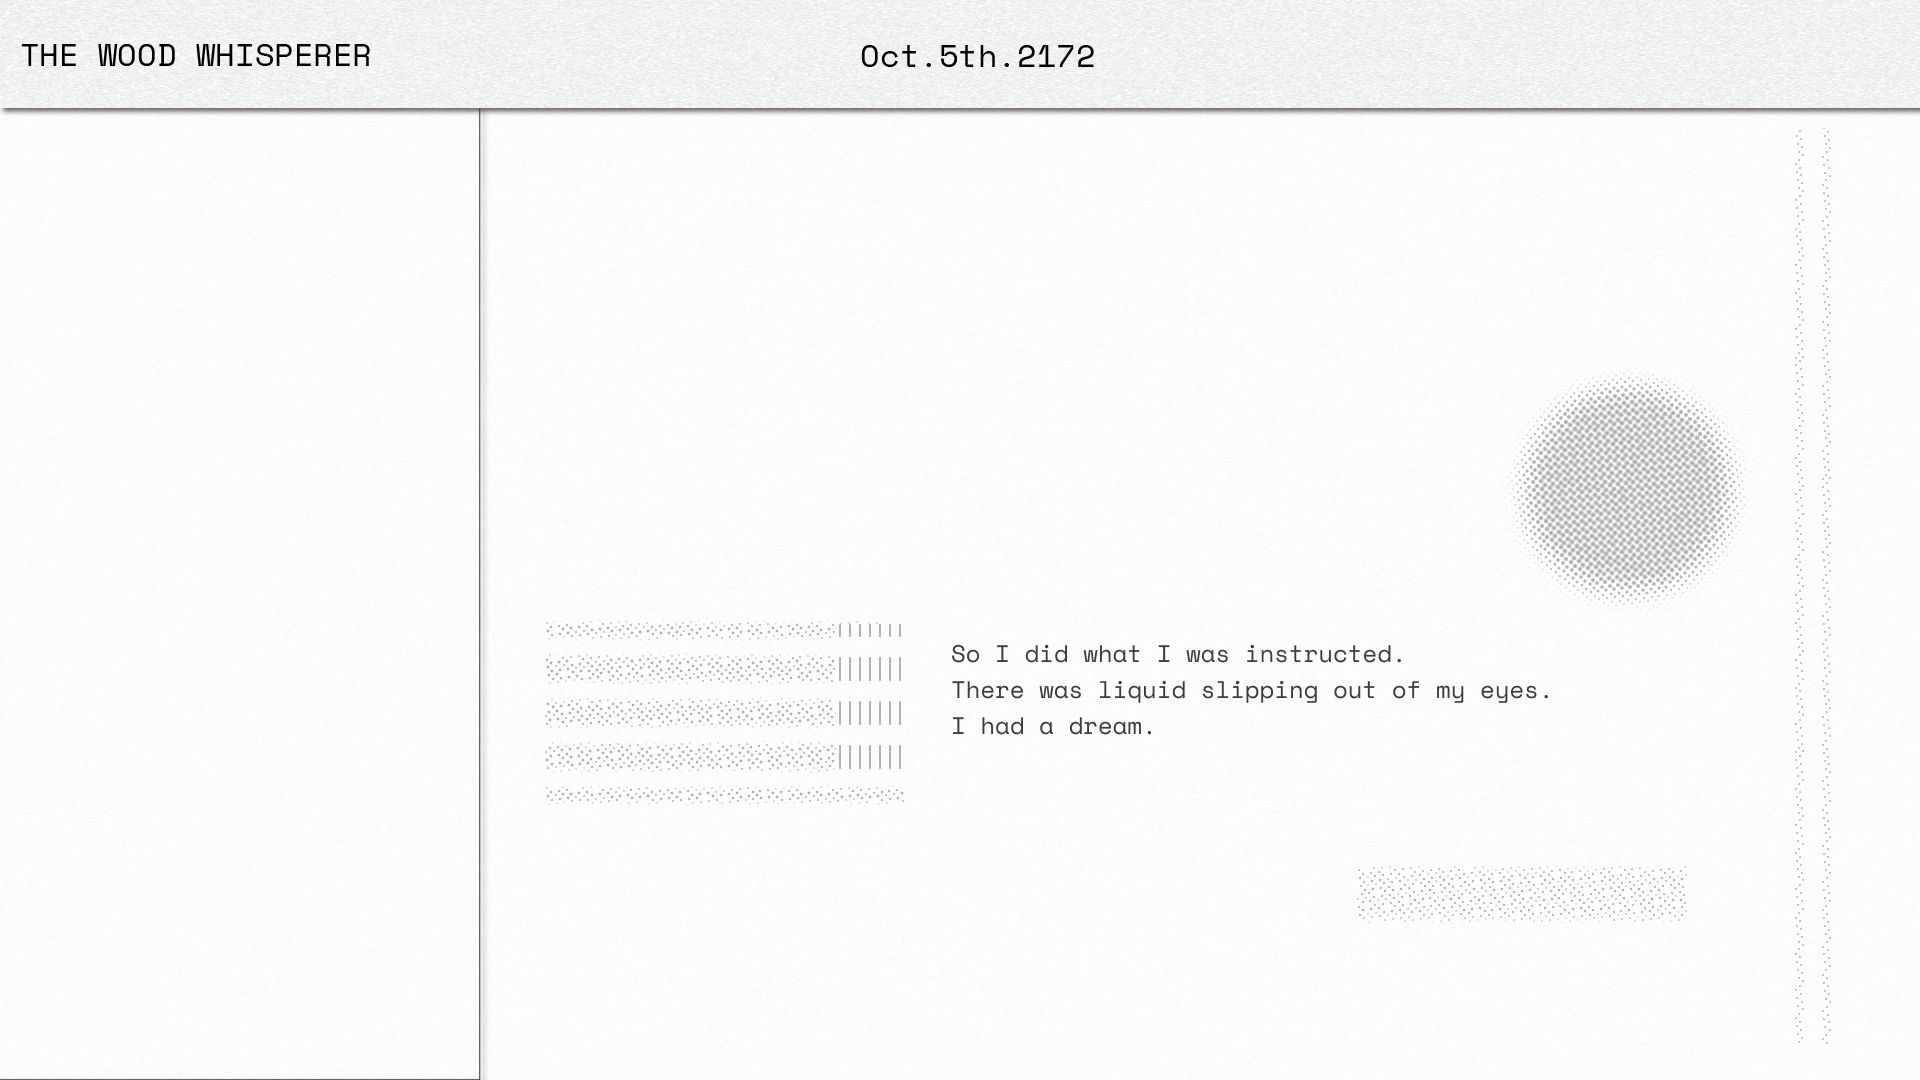 THE WOOD WHISPERER
Oct.5th.2172
So I did what I was instructed.
There was liquid slipping out of my eyes.
I had a dream.